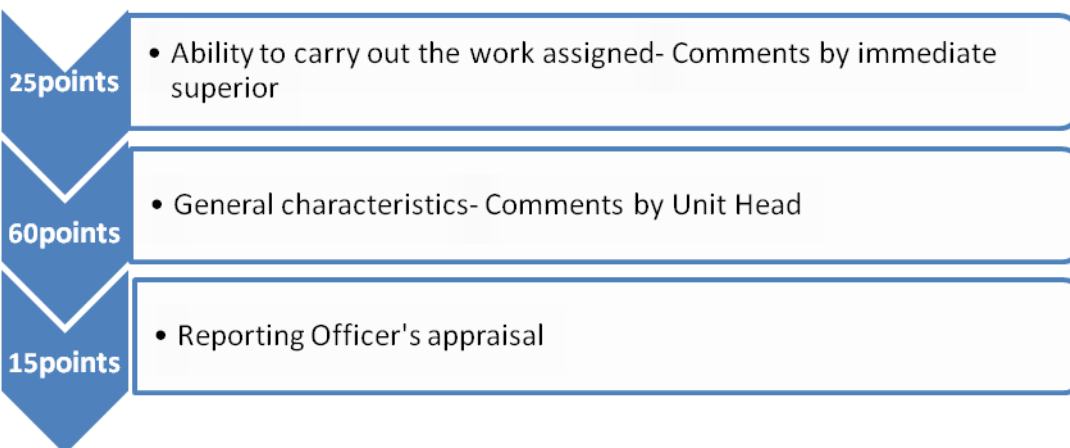 25points
• Ability to carry out the work assigned- Comments by immediate
superior
60points
• General characteristics- Comments by Unit Head
15points
• Reporting Officer's appraisal